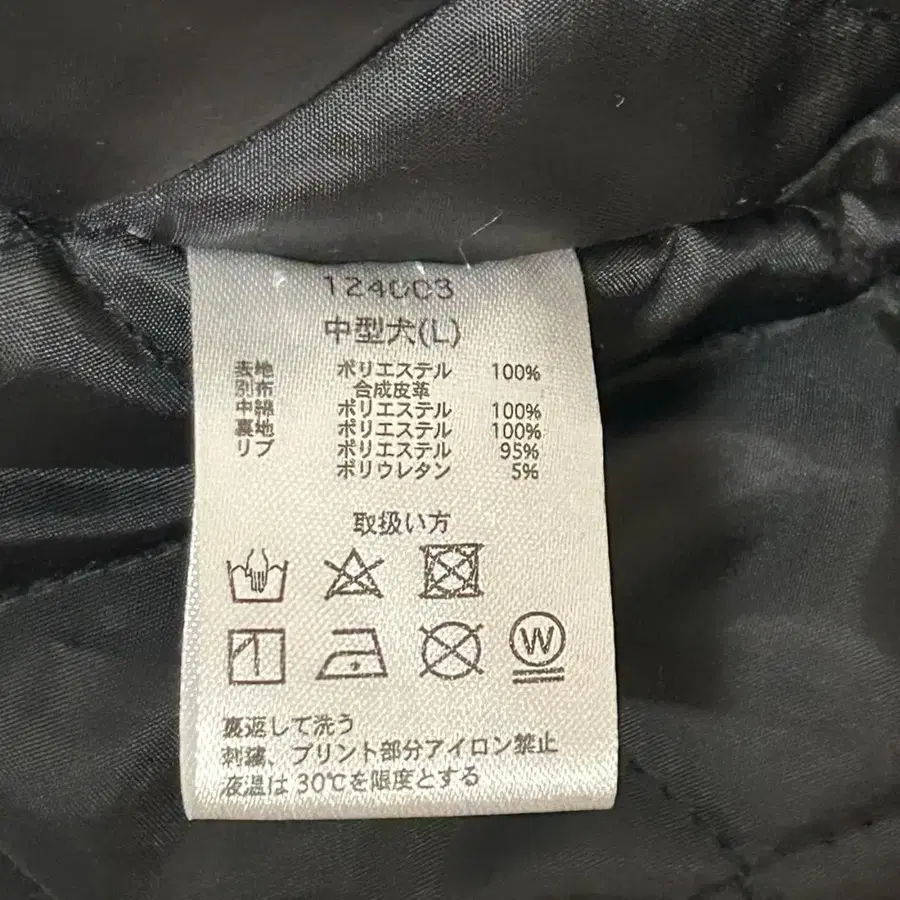 124003
中型犬(L)
表地 ポリエステル 100%
別布 合成皮革
中綿 ポリエステル 100%
裏地 ポリエステル 100%
リブ ポリエステル 95%
ポリウレタン 5%
取扱い方
W
裏返して洗う
刺繍、プリント部分アイロン禁止
液温は30℃を限度とする